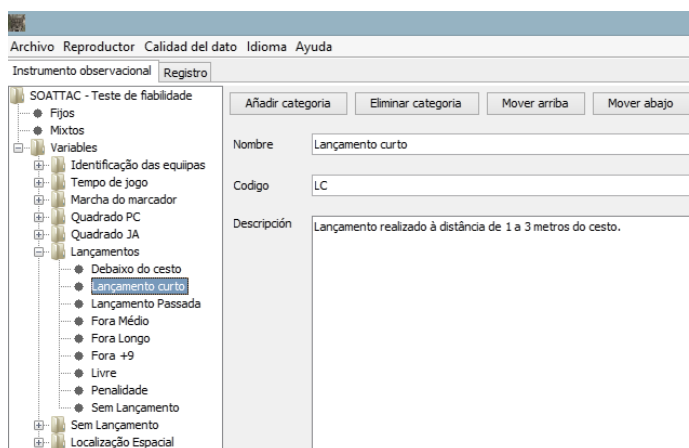 Archivo Reproductor Calidad del dato Idioma Ayuda
Instrumento observacional Registro
SOATTAC - Teste de fiabilidade
Fijos
Mixtos
Variables
Identificação das equiipas
Tempo de jogo
Marcha do marcador
Quadrado PC
Quadrado JA
Lançamentos
Debaixo do cesto
Lançamento curto
Lançamento Passada
Fora Médio
Fora Longo
Fora +9
Livre
Penalidade
Sem Lançamento
Sem Lançamento
Localização Espacial
Añadir categoria Eliminar categoria Mover arriba Mover abajo
Nombre Lançamento curto
Codigo LC
Descripción Lançamento realizado à distância de 1 a 3 metros do cesto.